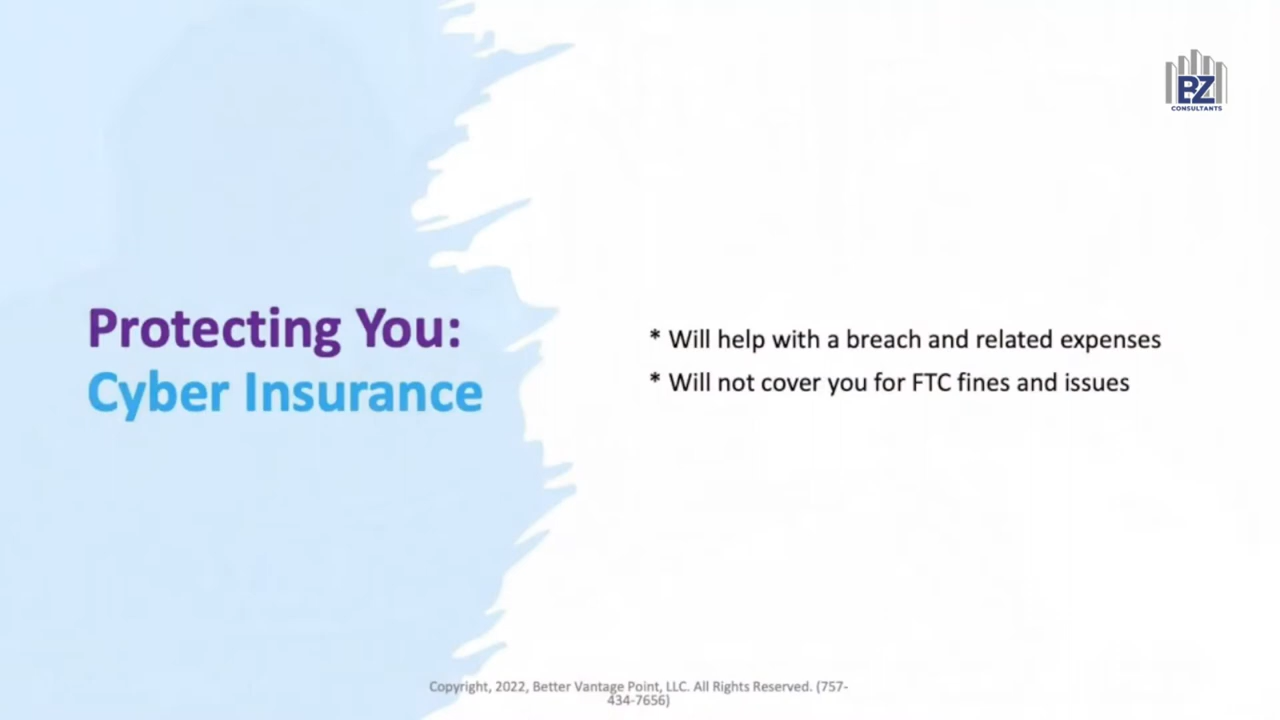 BZ
CONSULTANTS
Protecting You:
Cyber Insurance
* Will help with a breach and related expenses
* Will not cover you for FTC fines and issues
Copyright, 2022, Better Vantage Point, LLC. All Rights Reserved. (757-
434-7656)